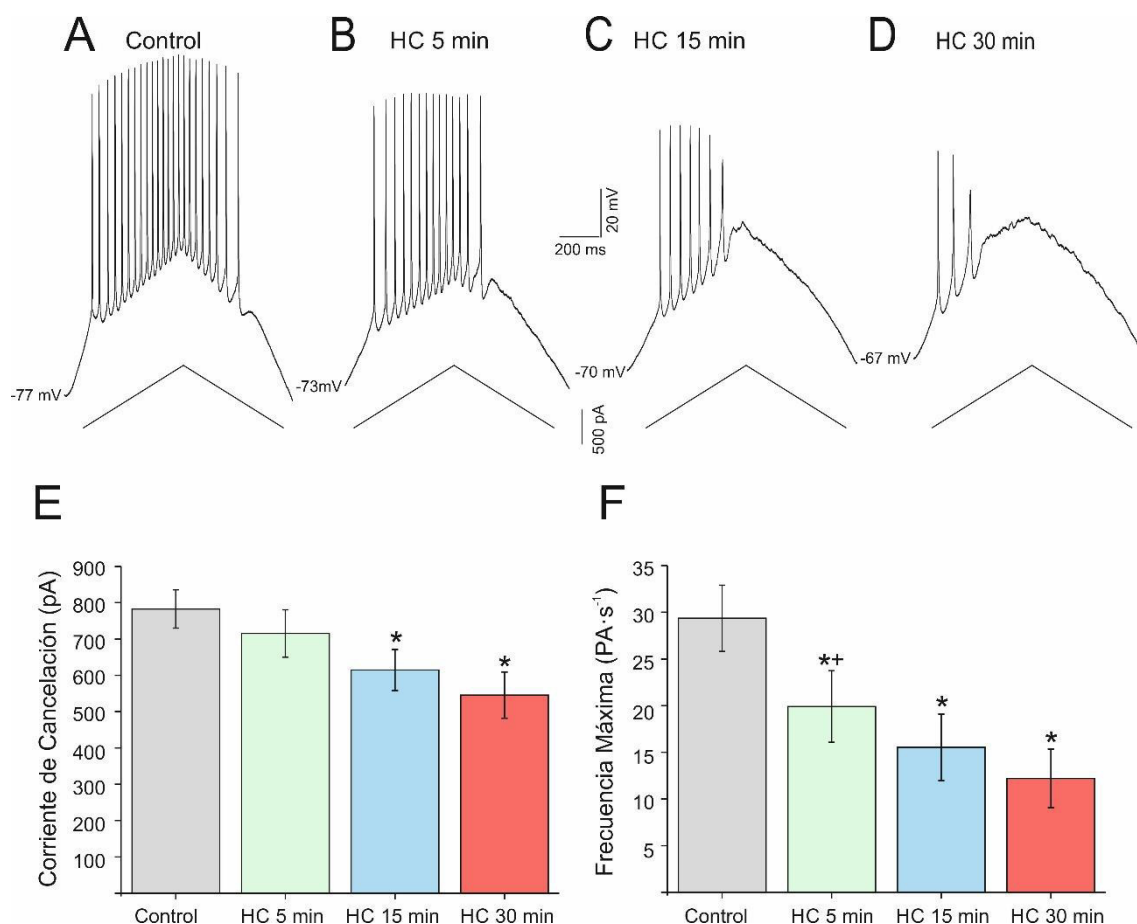 A
Control
B
HC 5 min
C
HC 15 min
D
HC 30 min
20 mV
200 ms
-77 mV
-73mV
-70 mV
-67 mV
500 pA
E
F
Corriente de Cancelación (pA)
900
800
700
600
500
400
300
200
100
*
*
Control
HC 5 min
HC 15 min
HC 30 min
Frecuencia Máxima (PA·s⁻¹)
35
30
25
20
15
10
5
*+
*
*
Control
HC 5 min
HC 15 min
HC 30 min